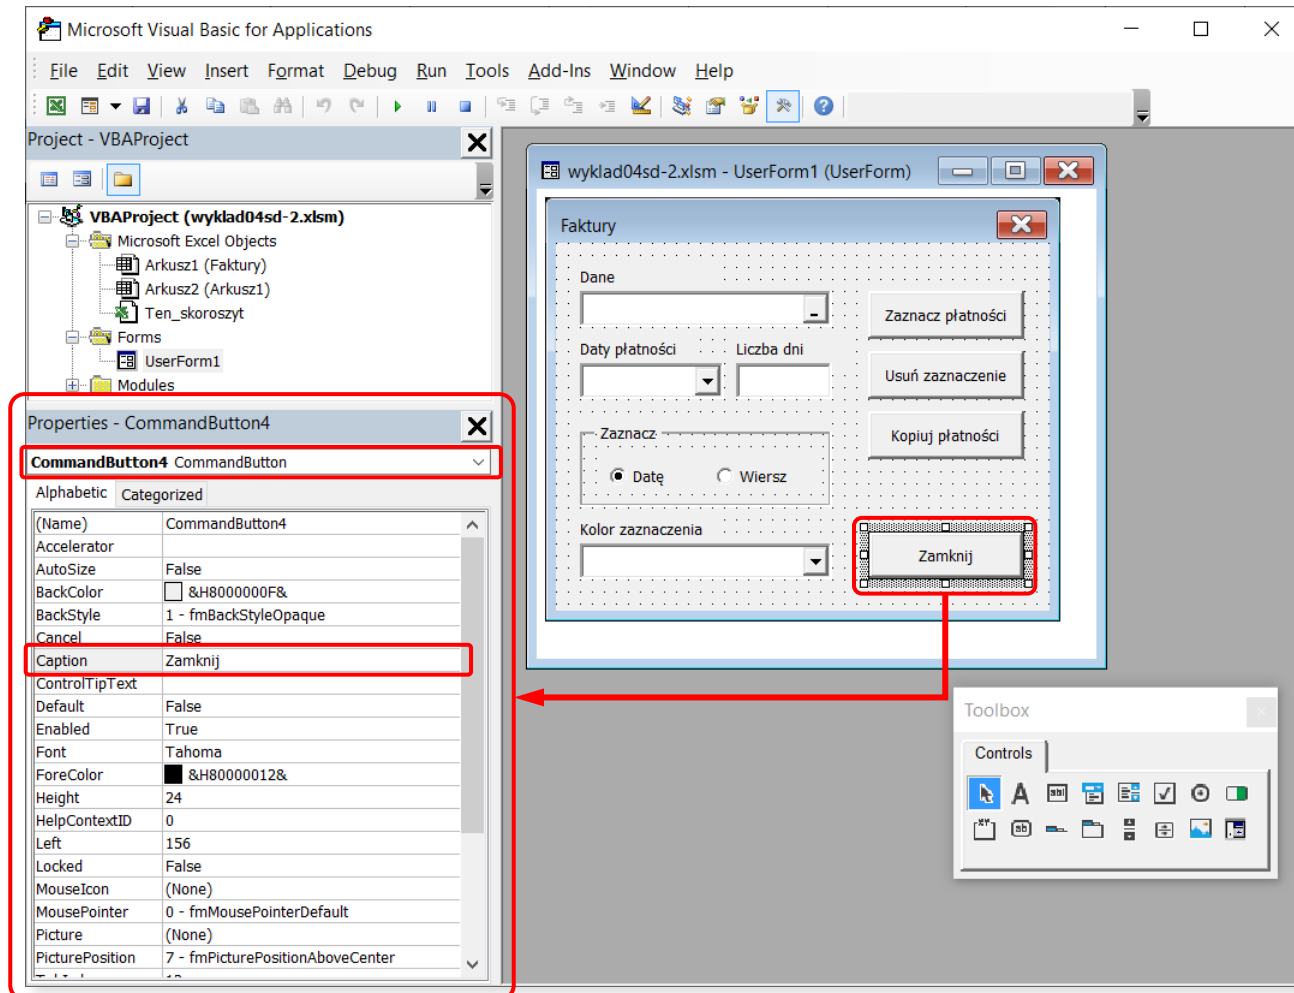 Microsoft Visual Basic for Applications
File Edit View Insert Format Debug Run Tools Add-Ins Window Help
Project - VBAProject
VBAProject (wyklad04sd-2.xlsm)
Microsoft Excel Objects
Arkusz1 (Faktury)
Arkusz2 (Arkusz1)
Ten_skoroszyt
Forms
UserForm1
Modules
Properties - CommandButton4
CommandButton4 CommandButton
Alphabetic Categorized
(Name) CommandButton4
Accelerator
AutoSize False
BackColor &H8000000F&
BackStyle 1 - fmBackStyleOpaque
Cancel False
Caption Zamknij
ControlTipText
Default False
Enabled True
Font Tahoma
ForeColor &H80000012&
Height 24
HelpContextID 0
Left 156
Locked False
MouseIcon (None)
MousePointer 0 - fmMousePointerDefault
Picture (None)
PicturePosition 7 - fmPicturePositionAboveCenter
wyklad04sd-2.xlsm - UserForm1 (UserForm)
Faktury
Dane
Zaznacz płatności
Daty płatności Liczba dni
Usuń zaznaczenie
Zaznacz
Kopiuj płatności
Datę Wiersz
Kolor zaznaczenia
Zamknij
Toolbox
Controls